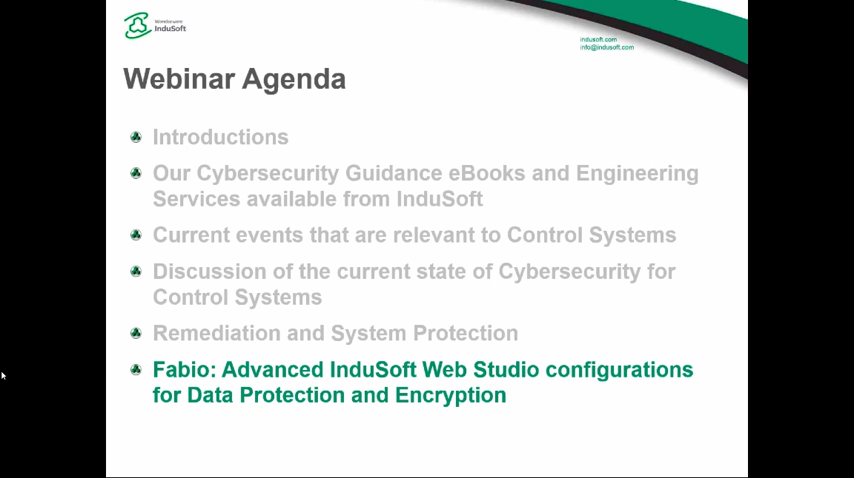 Wonderware
InduSoft
indusoft.com
info@indusoft.com
Webinar Agenda
Introductions
Our Cybersecurity Guidance eBooks and Engineering
Services available from InduSoft
Current events that are relevant to Control Systems
Discussion of the current state of Cybersecurity for
Control Systems
Remediation and System Protection
Fabio: Advanced InduSoft Web Studio configurations
for Data Protection and Encryption